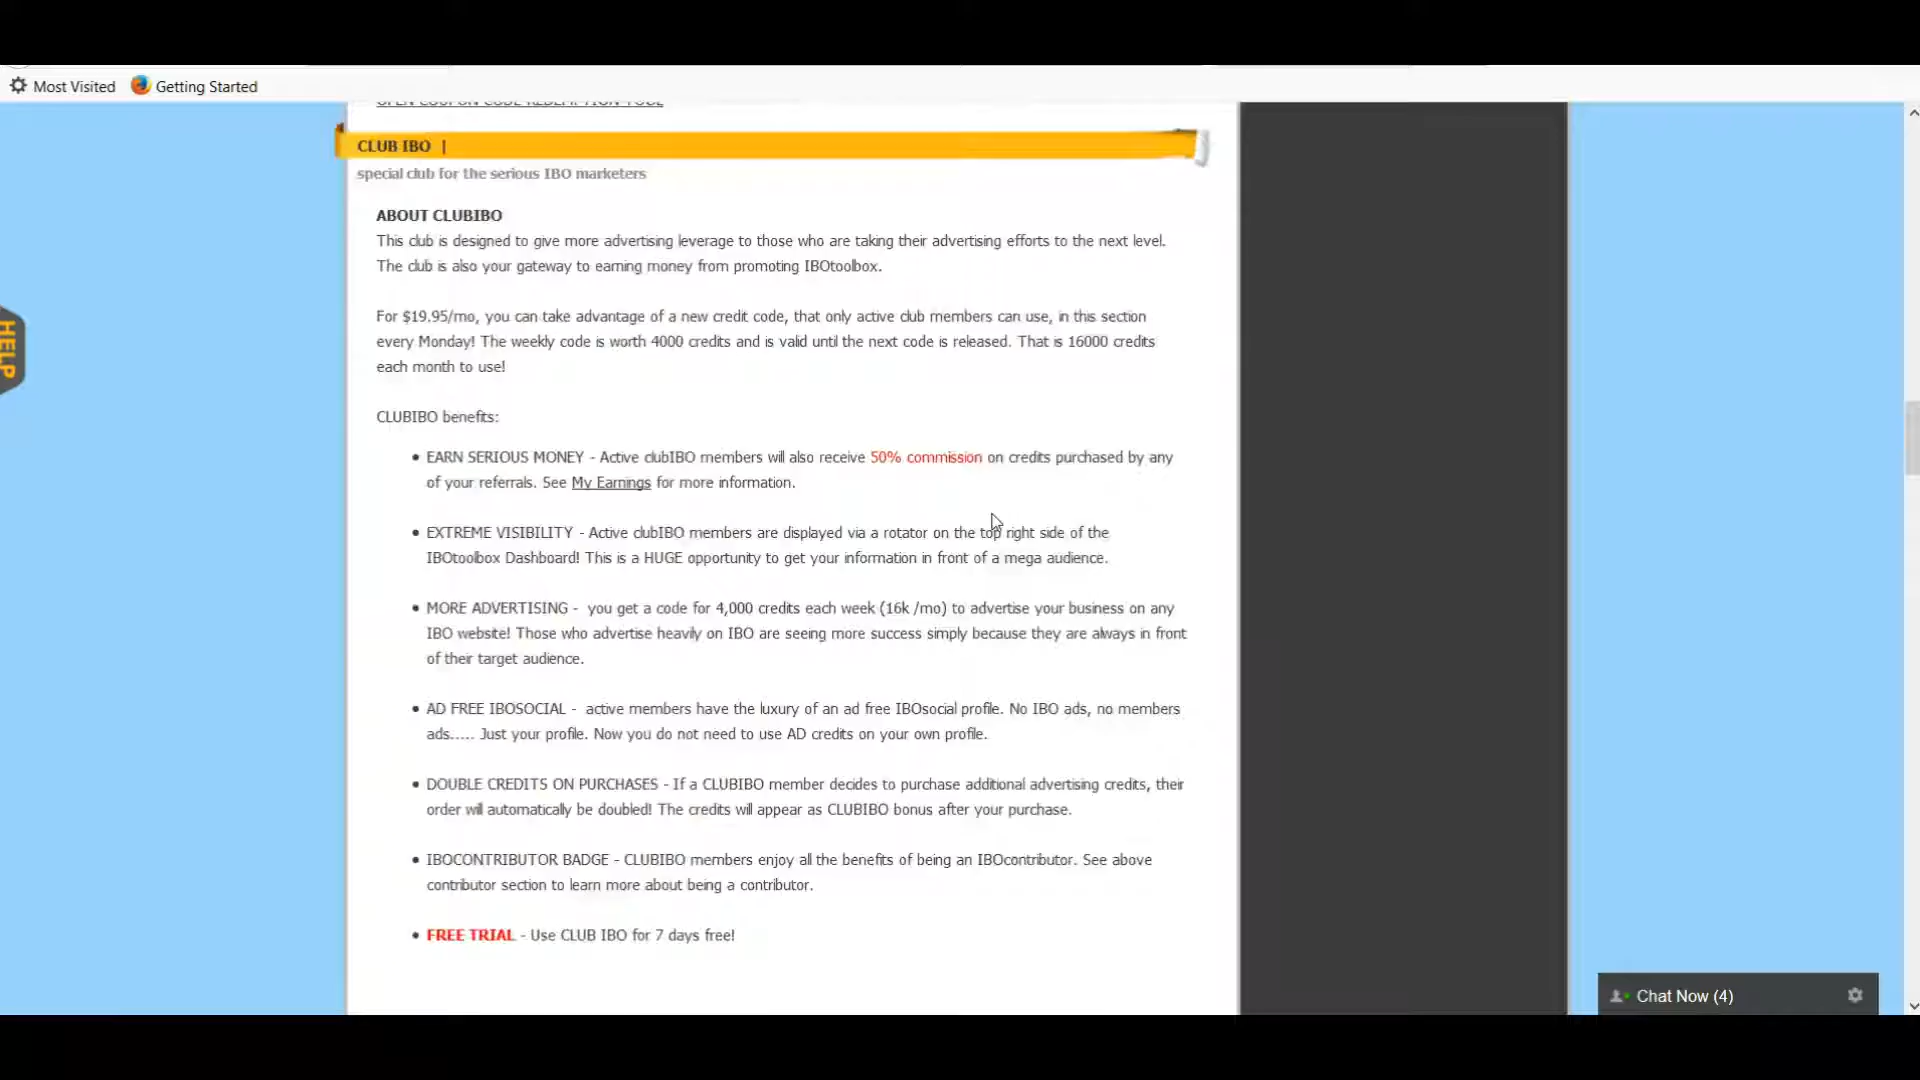 Most Visited Getting Started
OPEN COUPON CODE REDEMPTION TOOL
CLUB IBO |
special club for the serious IBO marketers
ABOUT CLUBIBO
This club is designed to give more advertising leverage to those who are taking their advertising efforts to the next level.
The club is also your gateway to earning money from promoting IBOtoolbox.
For $19.95/mo, you can take advantage of a new credit code, that only active club members can use, in this section
every Monday! The weekly code is worth 4000 credits and is valid until the next code is released. That is 16000 credits
each month to use!
HELP
CLUBIBO benefits:
• EARN SERIOUS MONEY - Active clubIBO members will also receive 50% commission on credits purchased by any
of your referrals. See My Earnings for more information.
• EXTREME VISIBILITY - Active clubIBO members are displayed via a rotator on the top right side of the
IBOtoolbox Dashboard! This is a HUGE opportunity to get your information in front of a mega audience.
• MORE ADVERTISING - you get a code for 4,000 credits each week (16k /mo) to advertise your business on any
IBO website! Those who advertise heavily on IBO are seeing more success simply because they are always in front
of their target audience.
• AD FREE IBOSOCIAL - active members have the luxury of an ad free IBOsocial profile. No IBO ads, no members
ads..... Just your profile. Now you do not need to use AD credits on your own profile.
• DOUBLE CREDITS ON PURCHASES - If a CLUBIBO member decides to purchase additional advertising credits, their
order will automatically be doubled! The credits will appear as CLUBIBO bonus after your purchase.
• IBOCONTRIBUTOR BADGE - CLUBIBO members enjoy all the benefits of being an IBOcontributor. See above
contributor section to learn more about being a contributor.
• FREE TRIAL - Use CLUB IBO for 7 days free!
Chat Now (4)